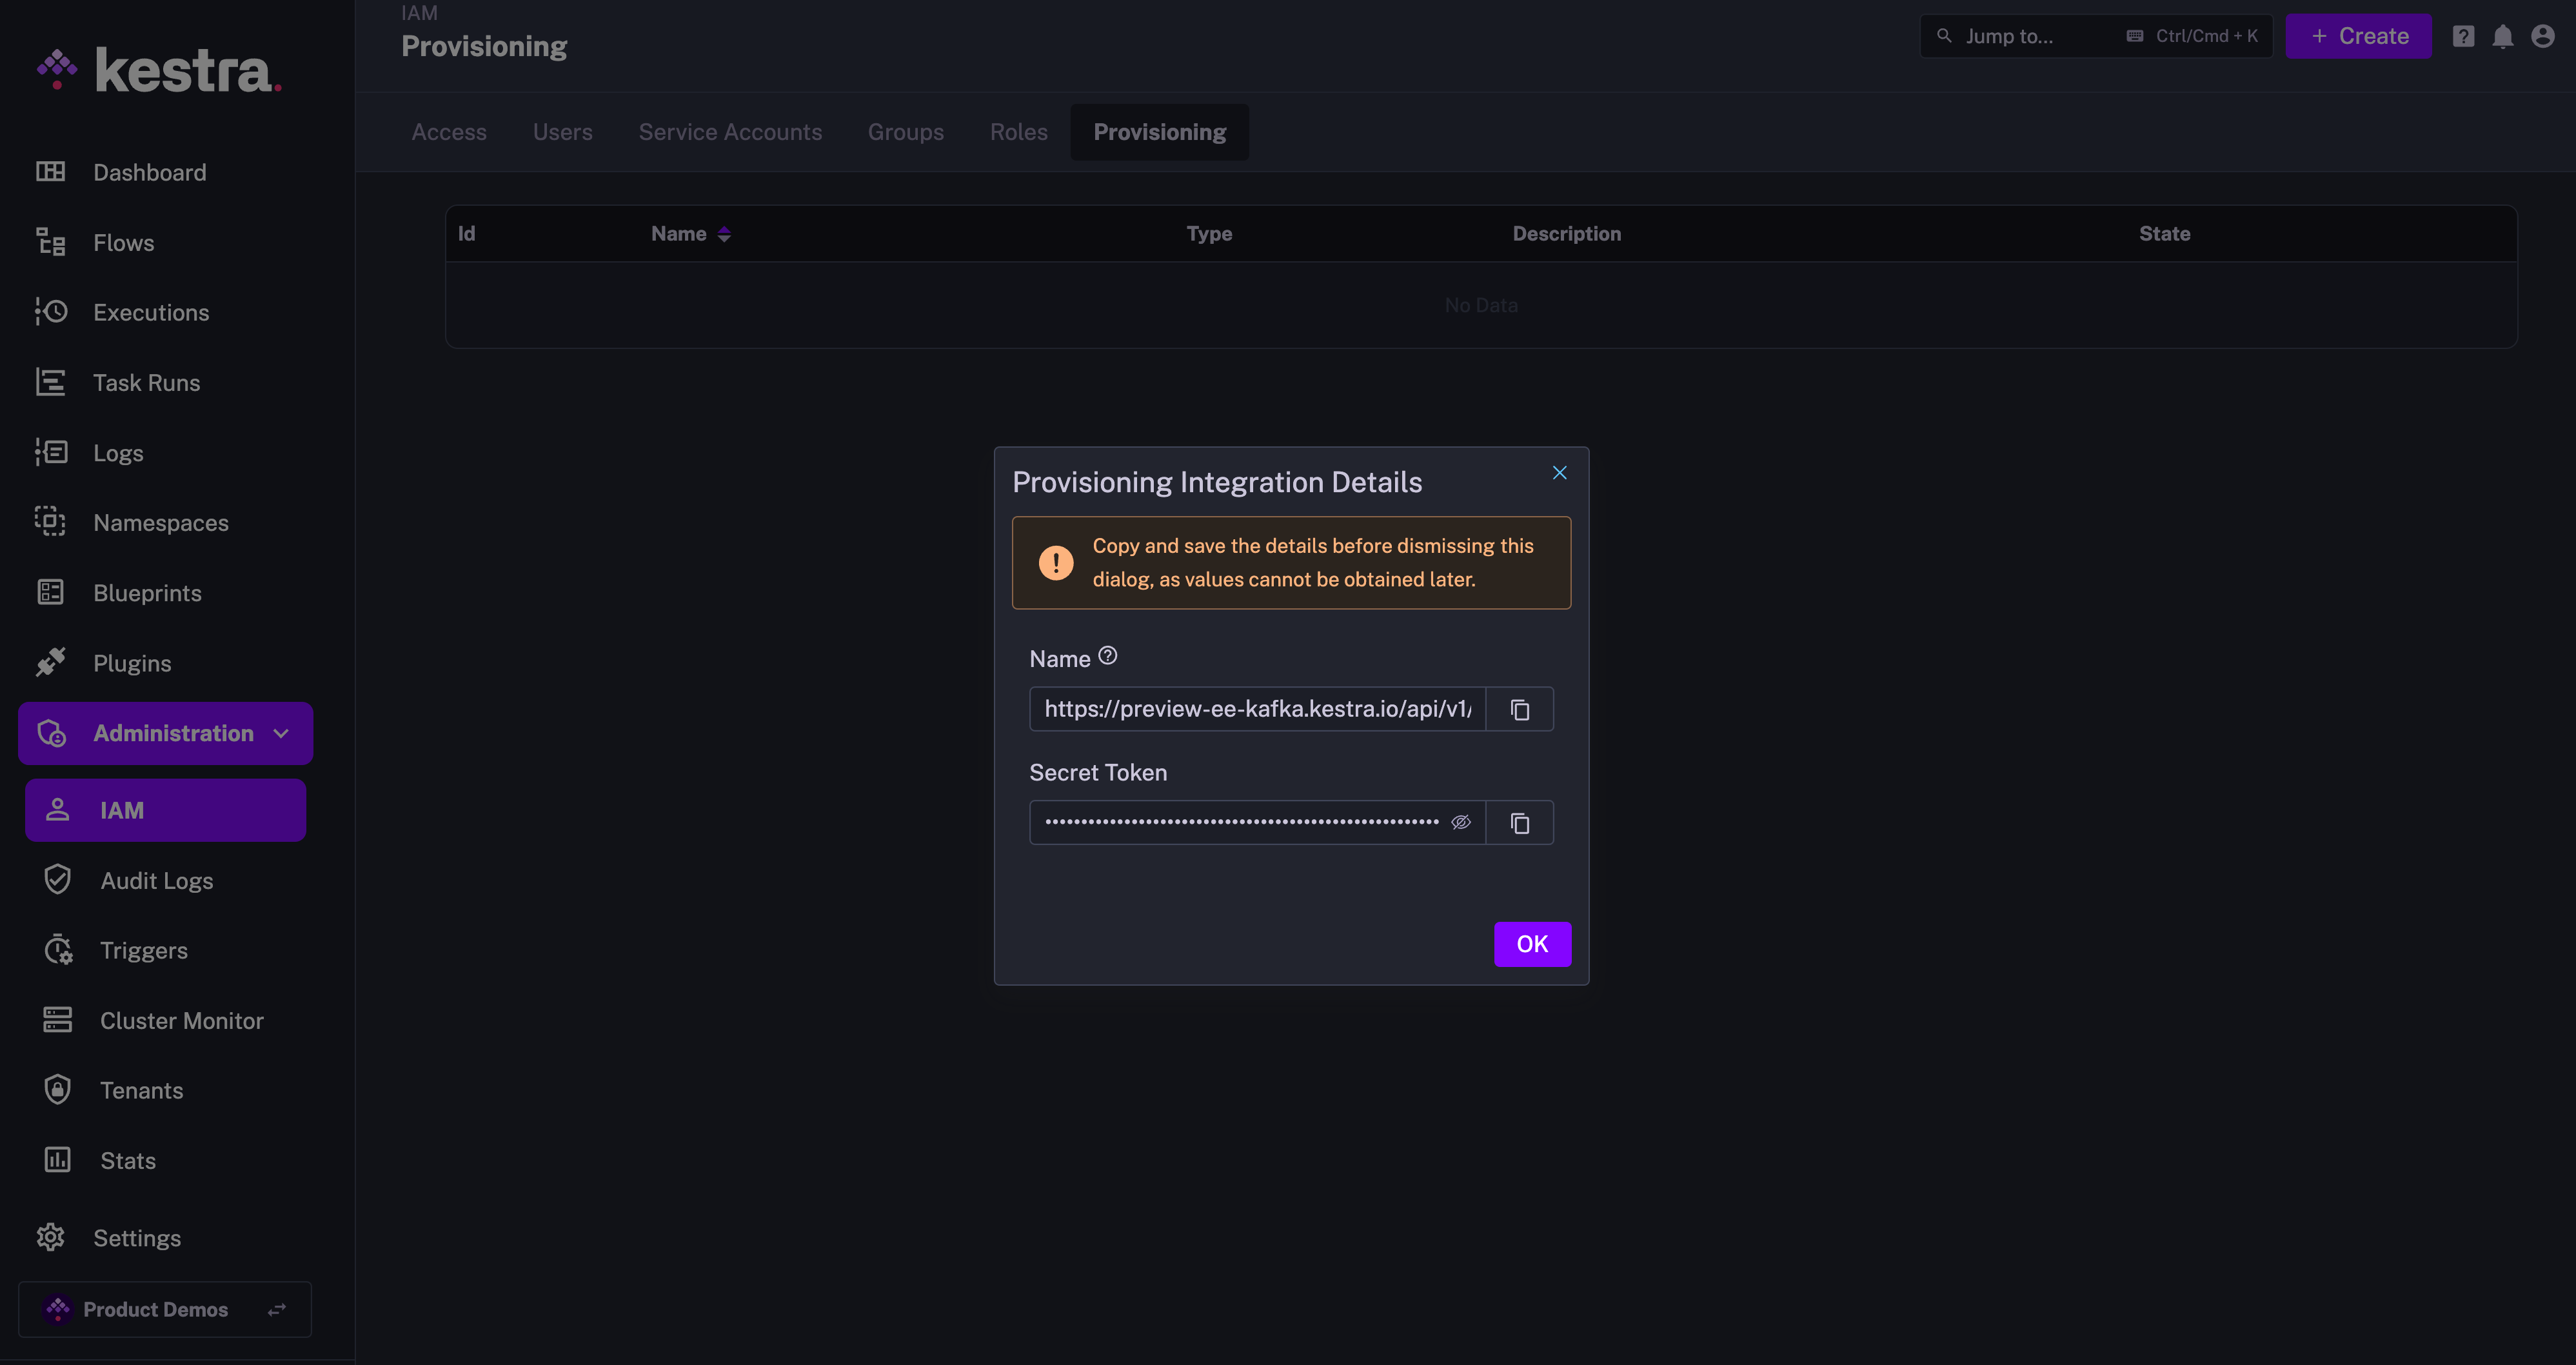 kestra.
Dashboard
Flows
Executions
Task Runs
Logs
Namespaces
Blueprints
Plugins
Administration
IAM
Audit Logs
Triggers
Cluster Monitor
Tenants
Stats
Settings
Product Demos
IAM
Provisioning
Jump to...
Ctrl/Cmd + K
+ Create
Access
Users
Service Accounts
Groups
Roles
Provisioning
Id
Name
Type
Description
State
No Data
Provisioning Integration Details
Copy and save the details before dismissing this
dialog, as values cannot be obtained later.
Name
https://preview-ee-kafka.kestra.io/api/v1/
Secret Token
OK